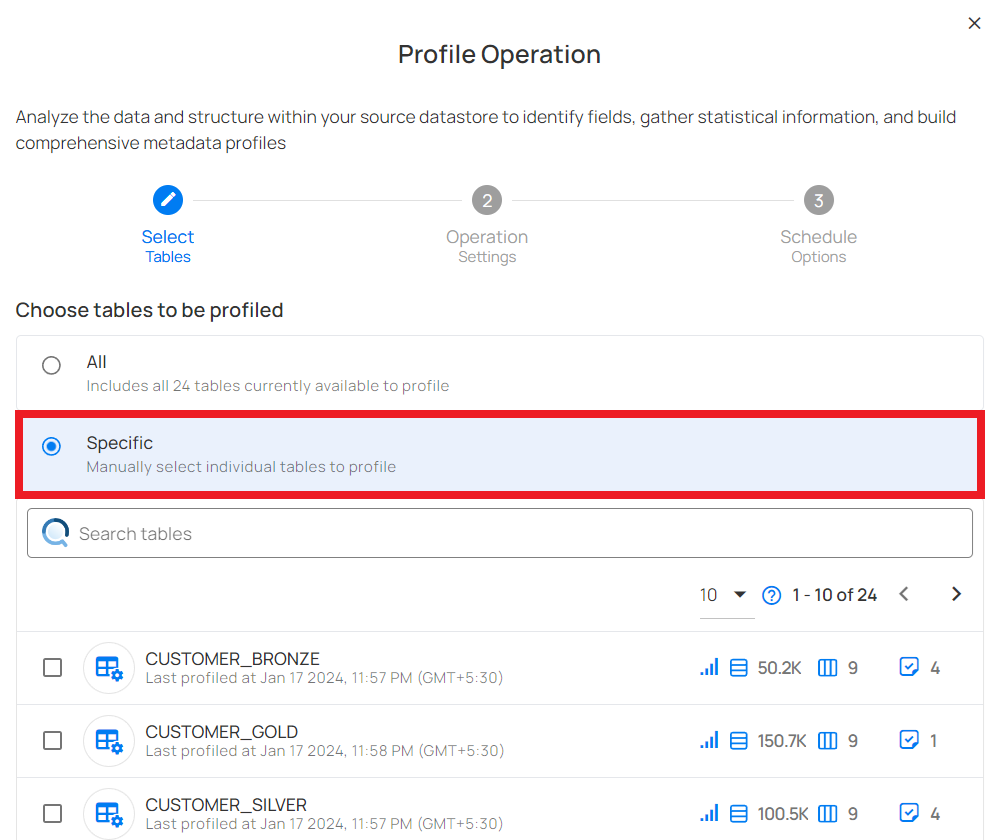 Profile Operation
Analyze the data and structure within your source datastore to identify fields, gather statistical information, and build
comprehensive metadata profiles
2
3
Select
Tables
Operation
Settings
Schedule
Options
Choose tables to be profiled
All
Includes all 24 tables currently available to profile
Specific
Manually select individual tables to profile
Search tables
10 ? 1 - 10 of 24
CUSTOMER_BRONZE
Last profiled at Jan 17 2024, 11:57 PM (GMT+5:30)
50.2K 9 4
CUSTOMER_GOLD
Last profiled at Jan 17 2024, 11:58 PM (GMT+5:30)
150.7K 9 1
CUSTOMER_SILVER
Last profiled at Jan 17 2024, 11:57 PM (GMT+5:30)
100.5K 9 4